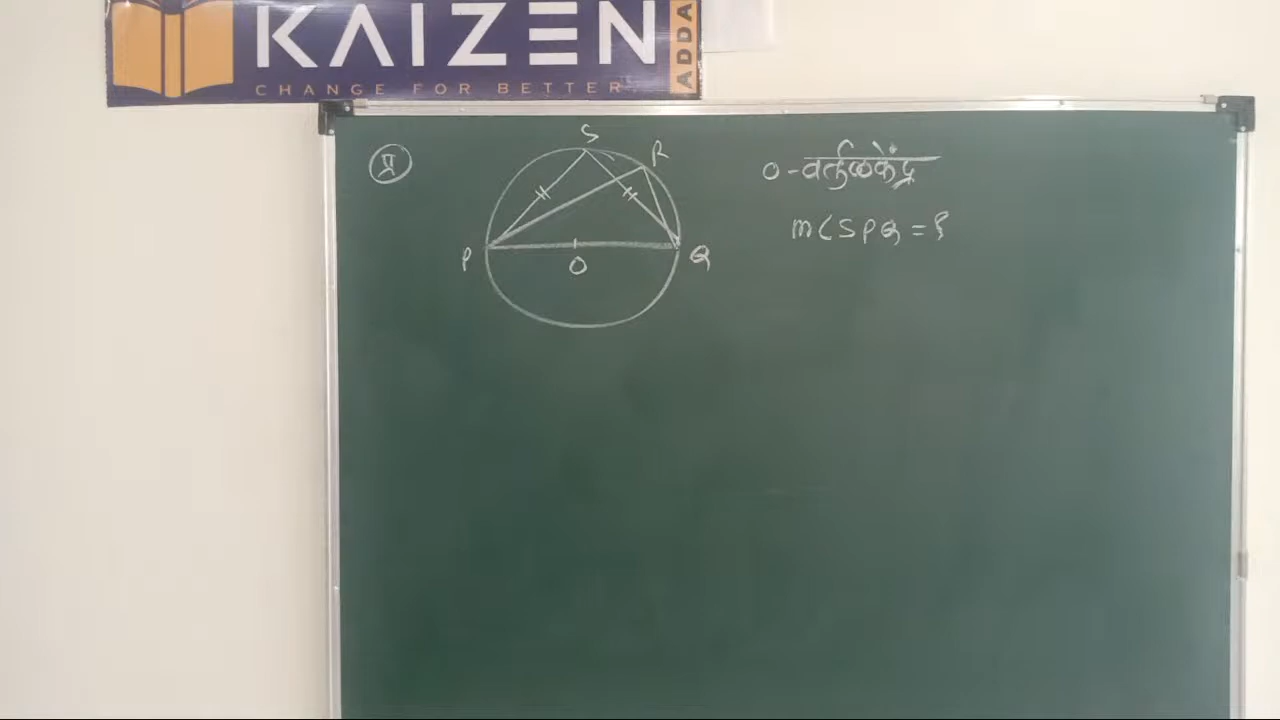 KAIZEN
ADDA
CHANGE FOR BETTER
प्र
S
R
P
O
Q
O - वर्तुळकेंद्र
m∠SPQ = ?